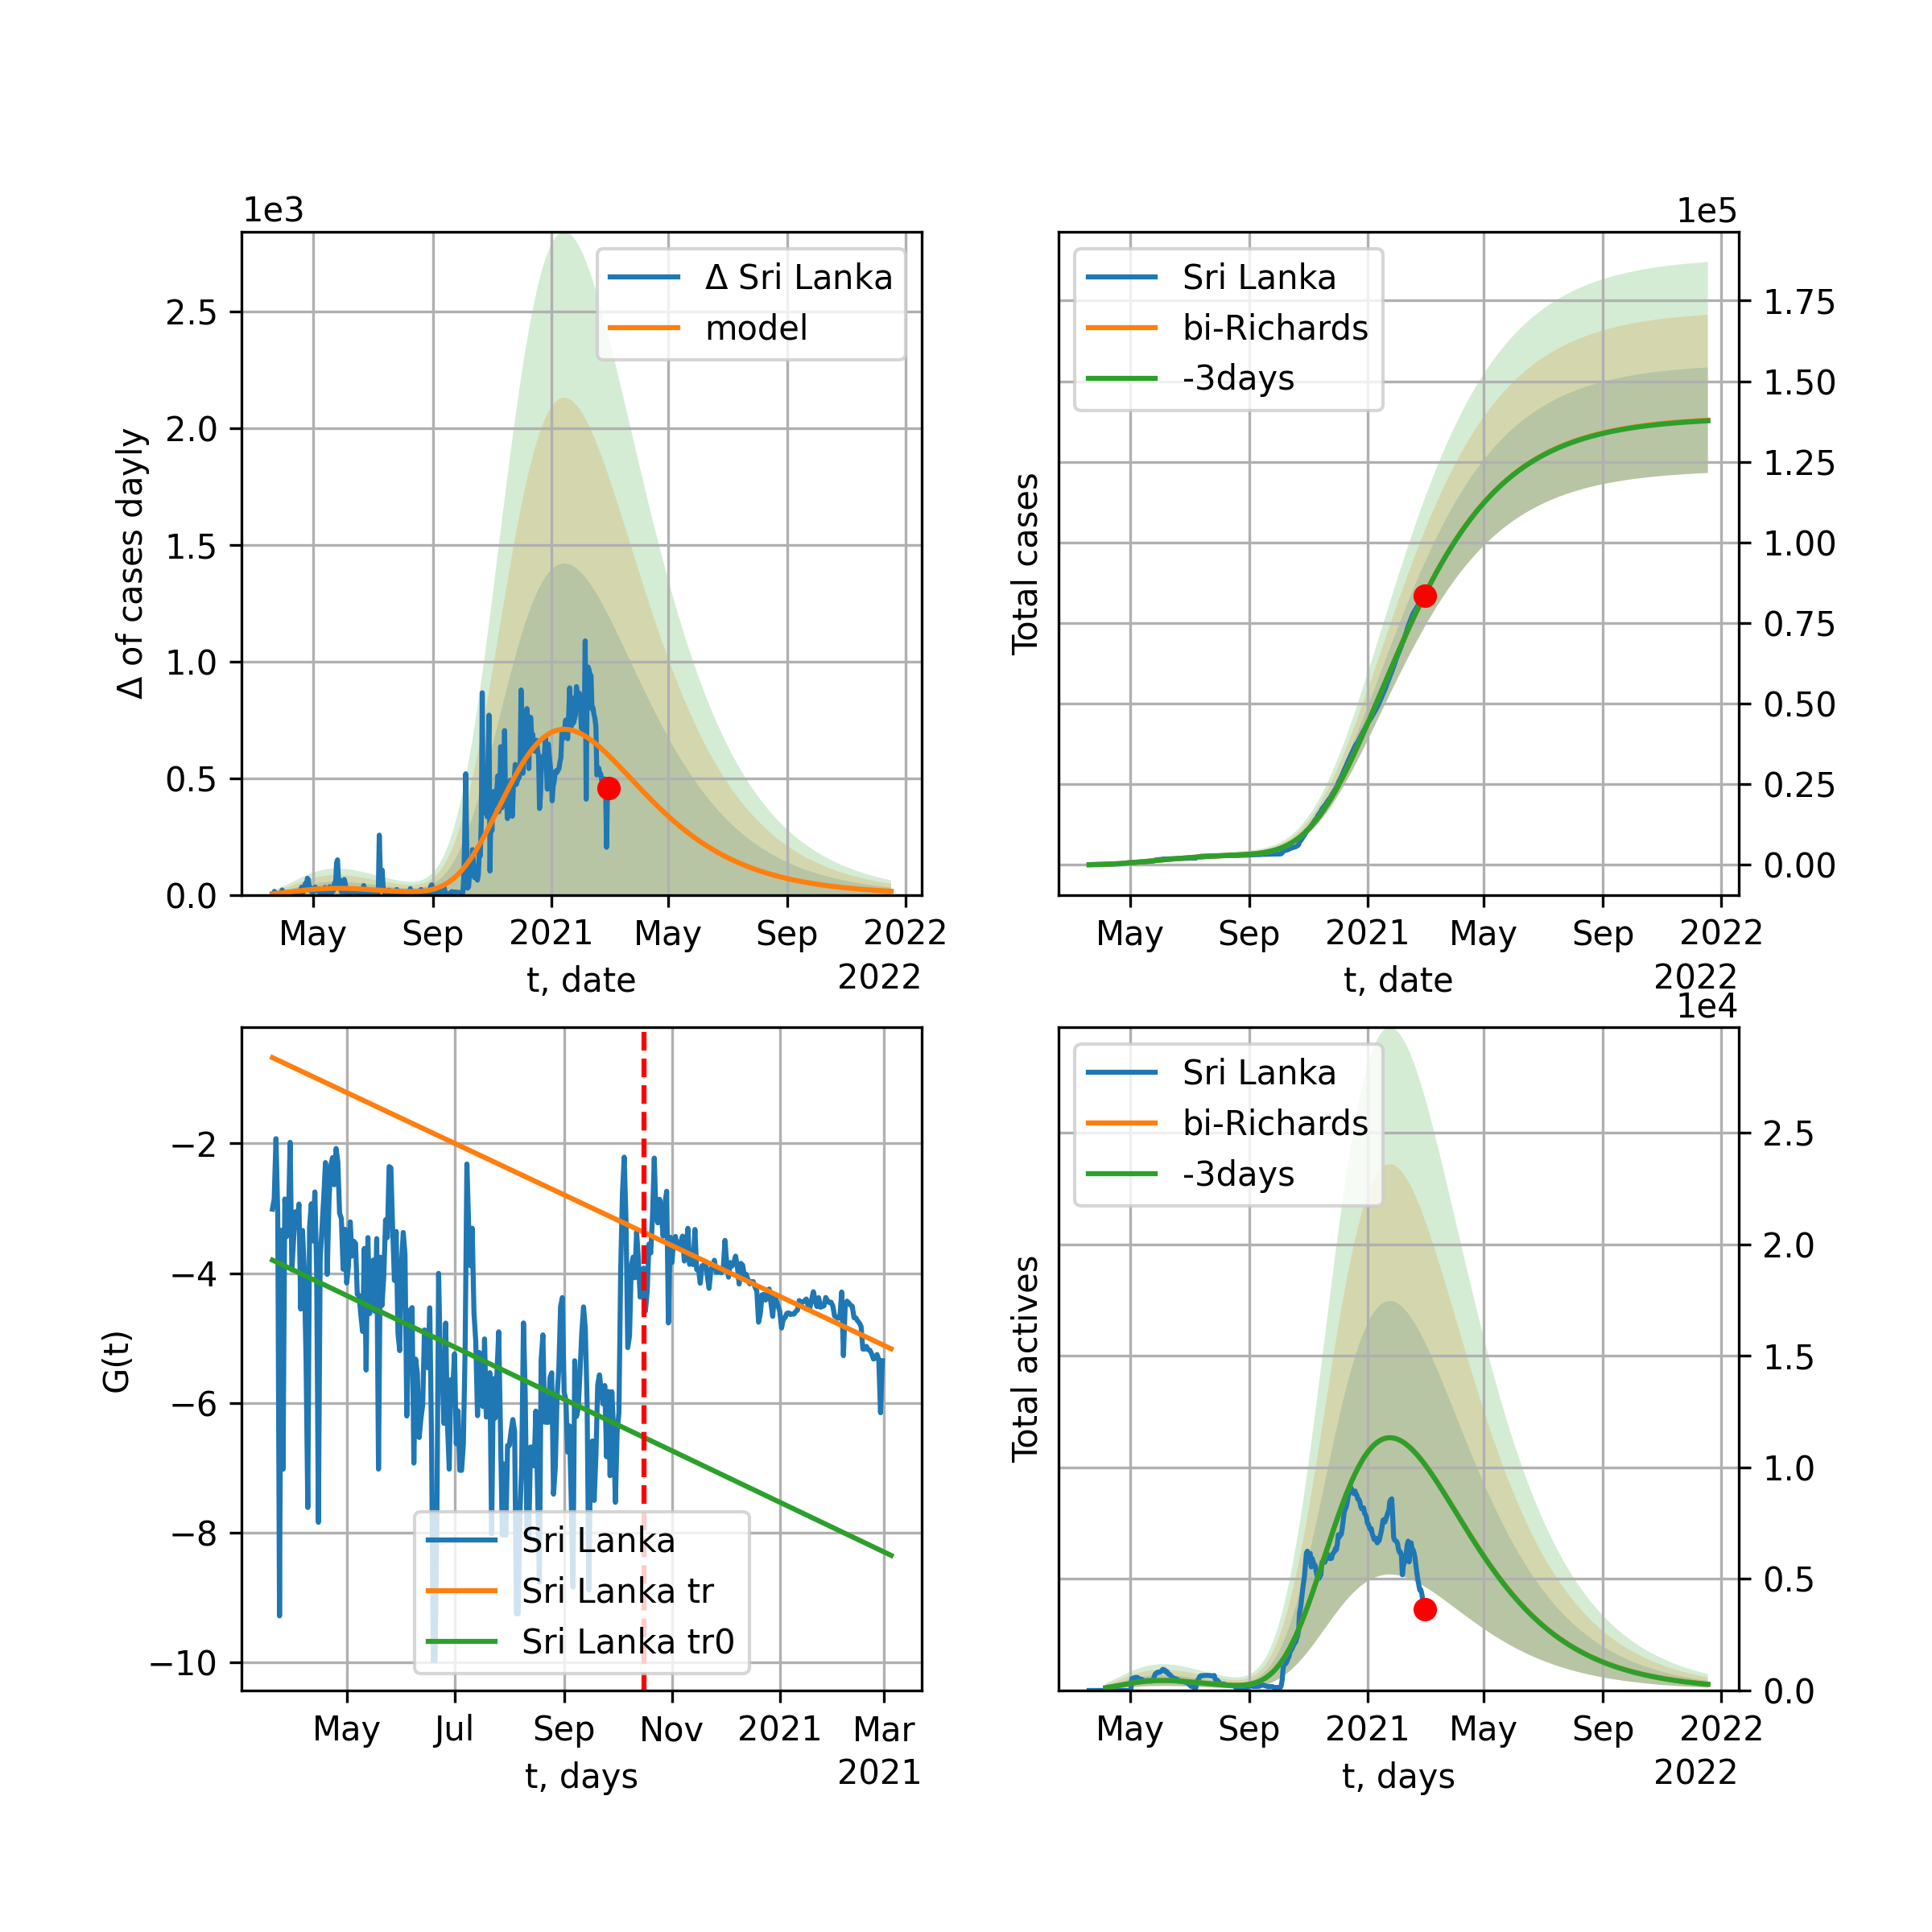 1e3
Δ of cases dayly
2.5
2.0
1.5
1.0
0.5
0.0
Δ Sri Lanka
model
May Sep 2021 May Sep 2022
t, date
2022
1e5
Total cases
Sri Lanka
bi-Richards
-3days
1.75
1.50
1.25
1.00
0.75
0.50
0.25
0.00
May Sep 2021 May Sep 2022
t, date
2022
G(t)
−2
−4
−6
−8
−10
Sri Lanka
Sri Lanka tr
Sri Lanka tr0
May Jul Sep Nov 2021 Mar
t, days
2021
1e4
Total actives
Sri Lanka
bi-Richards
-3days
2.5
2.0
1.5
1.0
0.5
0.0
May Sep 2021 May Sep 2022
t, days
2022